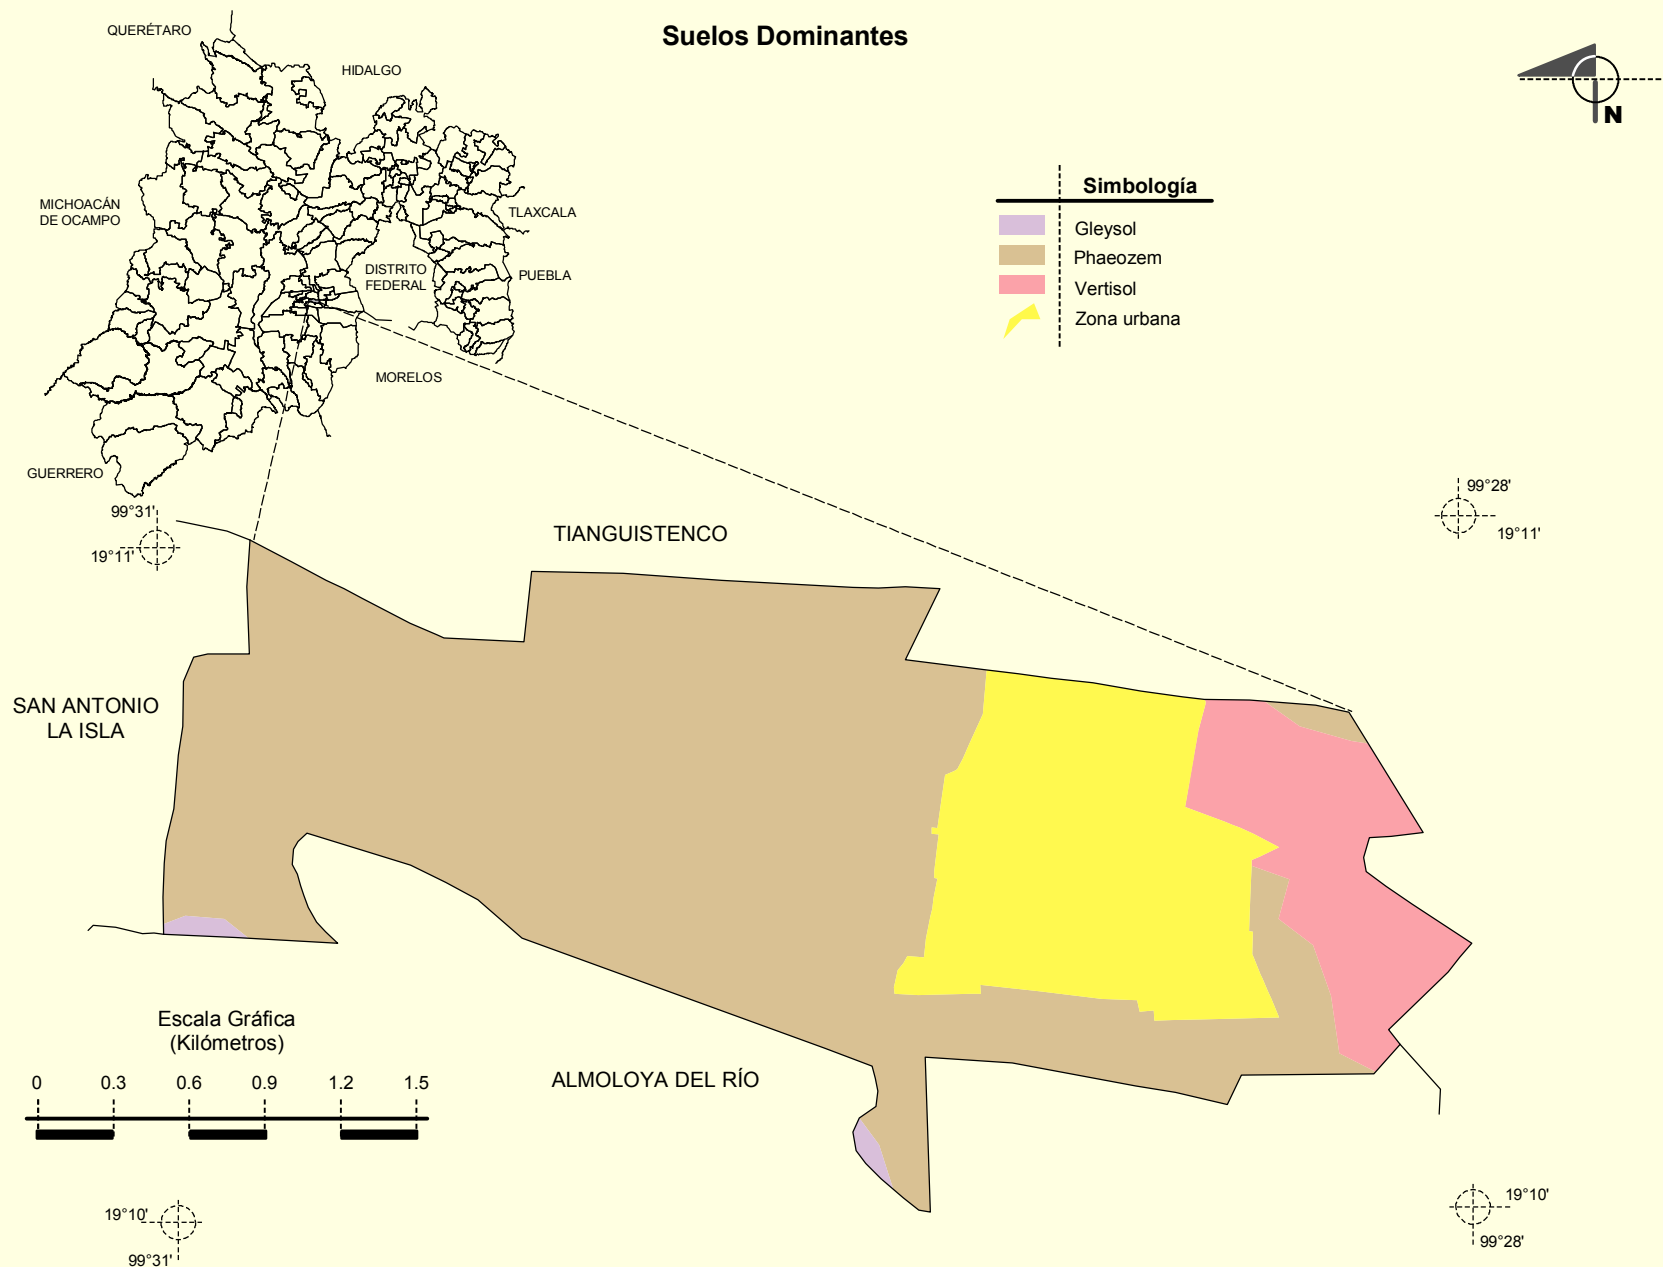 Suelos Dominantes
QUERÉTARO
HIDALGO
MICHOACÁN
DE OCAMPO
TLAXCALA
DISTRITO
FEDERAL
PUEBLA
MORELOS
GUERRERO
N
Simbología
Gleysol
Phaeozem
Vertisol
Zona urbana
99°31'
19°11'
99°28'
19°11'
TIANGUISTENCO
SAN ANTONIO
LA ISLA
ALMOLOYA DEL RÍO
Escala Gráfica
(Kilómetros)
0 0.3 0.6 0.9 1.2 1.5
19°10'
99°31'
19°10'
99°28'